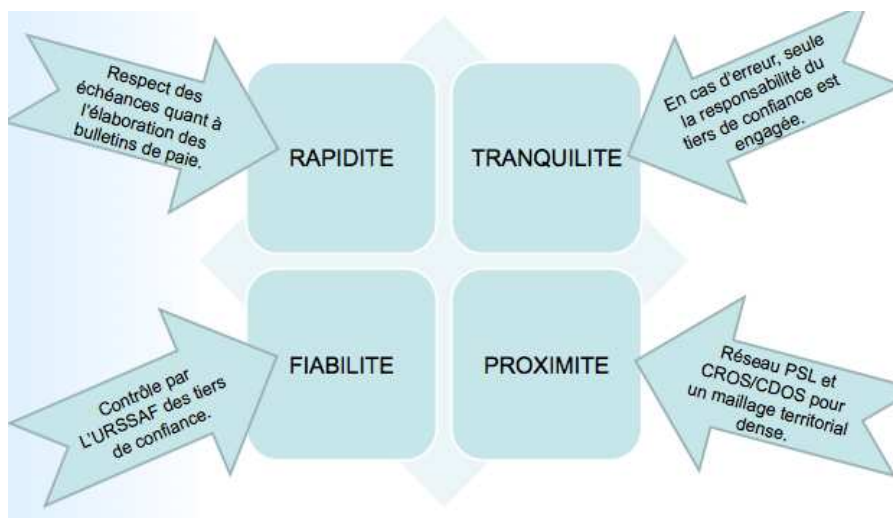 Respect des
échéances quant à
l'élaboration des
bulletins de paie.
RAPIDITE
TRANQUILITE
En cas d'erreur, seule
la responsabilité du
tiers de confiance est
engagée.
Contrôle par
L'URSSAF des tiers
de confiance.
FIABILITE
PROXIMITE
Réseau PSL et
CROS/CDOS pour
un maillage territorial
dense.